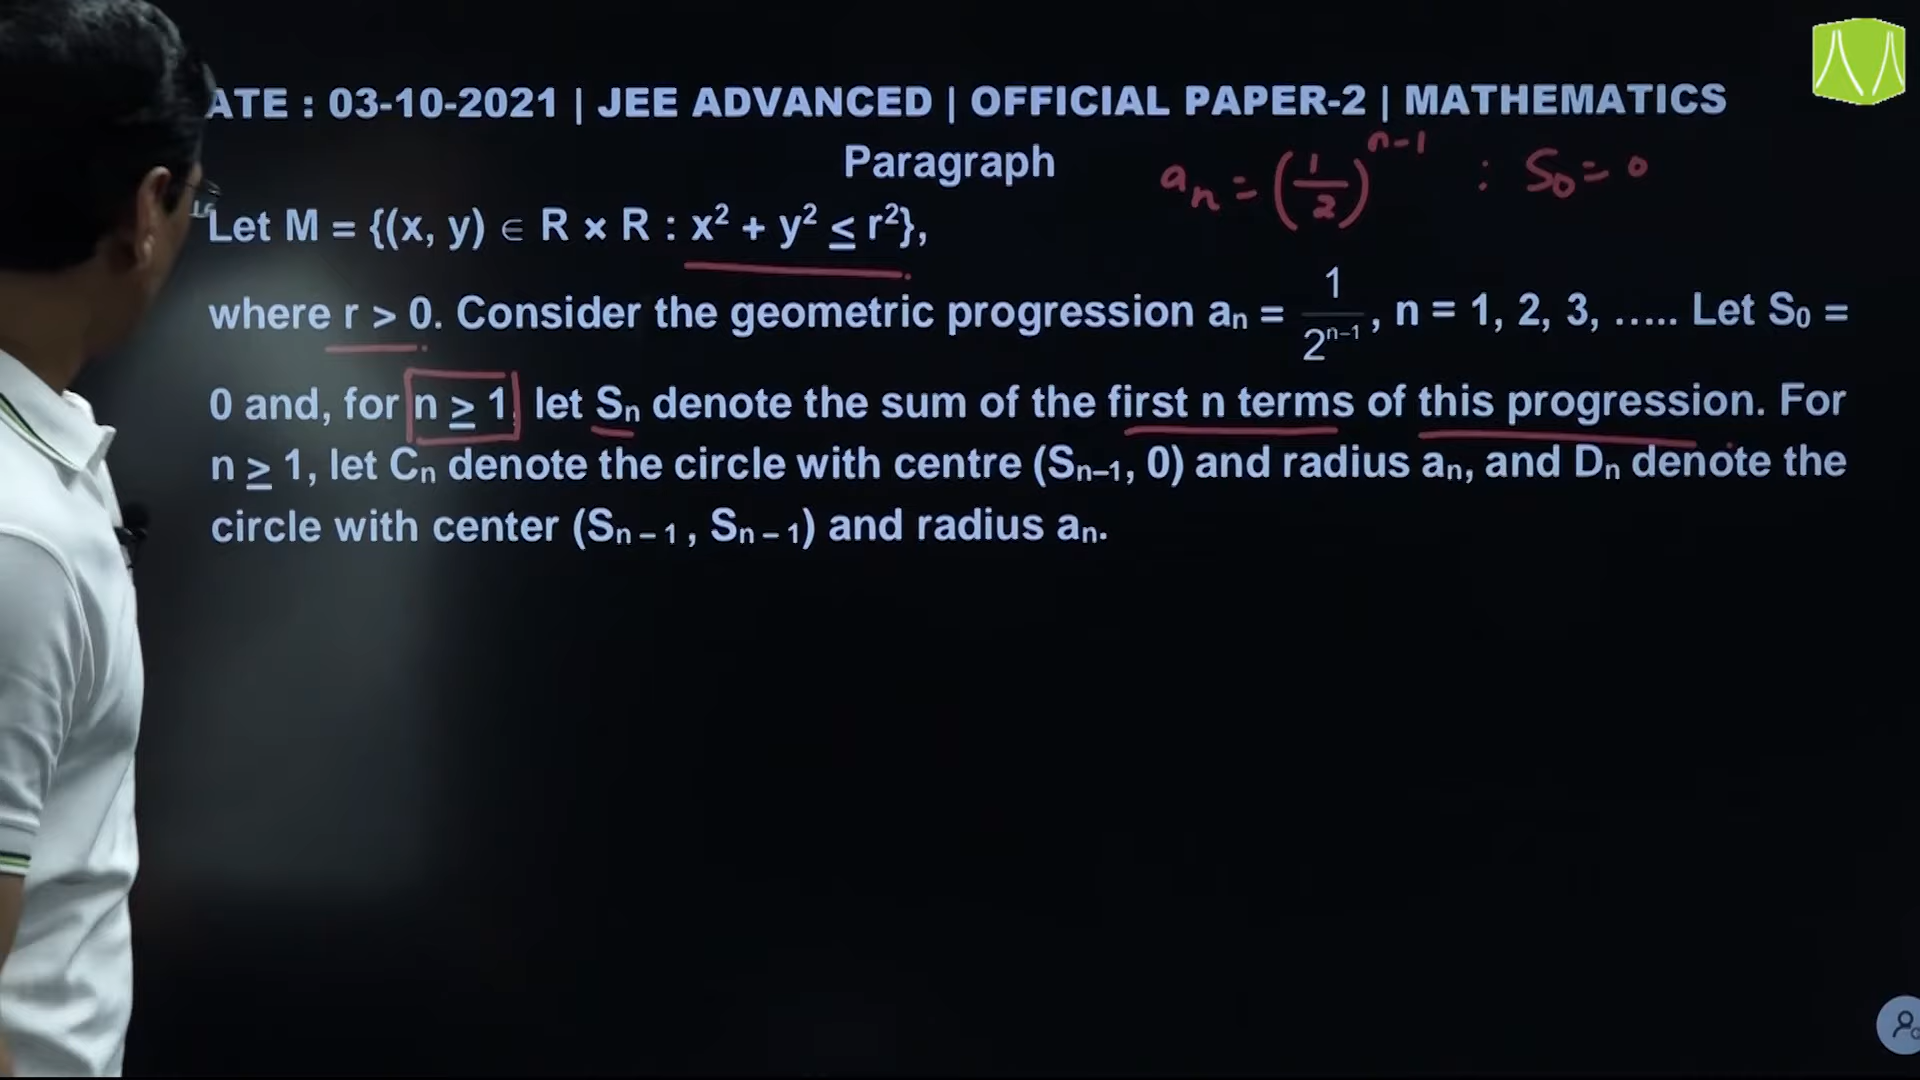 ATE : 03-10-2021 | JEE ADVANCED | OFFICIAL PAPER-2 | MATHEMATICS
Paragraph
aₙ = (1/2)ⁿ⁻¹ : S₀ = 0
Let M = {(x, y) ∈ R × R : x² + y² ≤ r²},
where r > 0. Consider the geometric progression aₙ = 1/2ⁿ⁻¹, n = 1, 2, 3, ..... Let S₀ =
0 and, for n ≥ 1, let Sₙ denote the sum of the first n terms of this progression. For
n ≥ 1, let Cₙ denote the circle with centre (Sₙ₋₁, 0) and radius aₙ, and Dₙ denote the
circle with center (Sₙ₋₁, Sₙ₋₁) and radius aₙ.